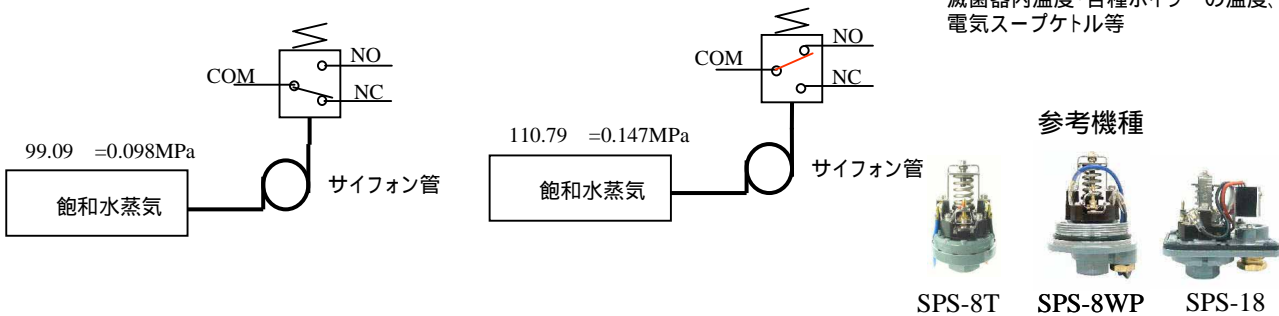 電気スープケトル等
NO
COM
NC
99.09 =0.098MPa
サイフォン管
飽和水蒸気
NO
COM
NC
110.79 =0.147MPa
サイフォン管
飽和水蒸気
参考機種
SPS-8T SPS-8WP SPS-18